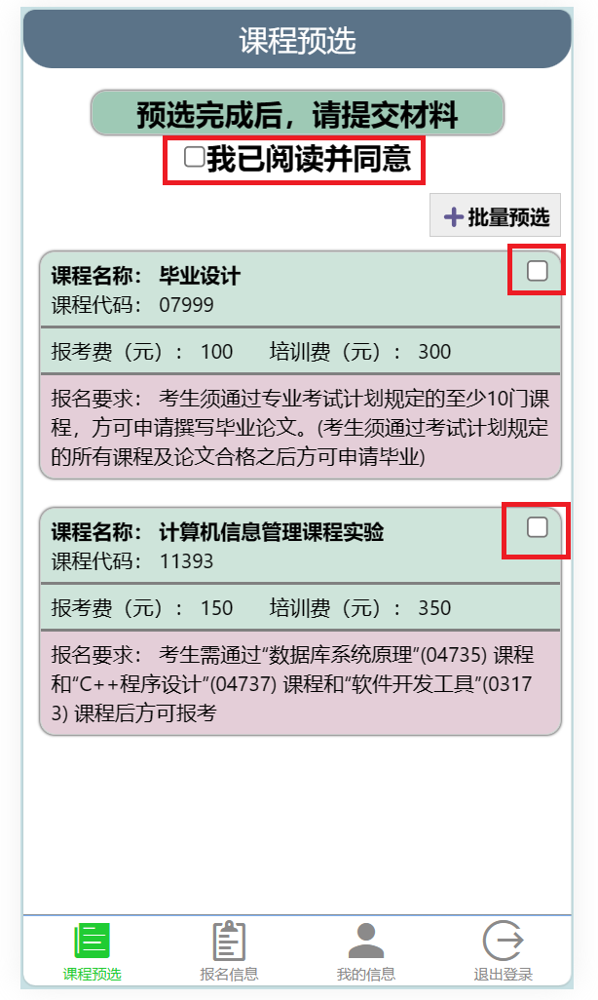 课程预选
预选完成后，请提交材料
我已阅读并同意
批量预选
课程名称： 毕业设计
课程代码： 07999
报考费（元）： 100 培训费（元）： 300
报名要求： 考生须通过专业考试计划规定的至少10门课
程，方可申请撰写毕业论文。(考生须通过考试计划规定
的所有课程及论文合格之后方可申请毕业)
课程名称： 计算机信息管理课程实验
课程代码： 11393
报考费（元）： 150 培训费（元）： 350
报名要求： 考生需通过“数据库系统原理”(04735) 课程
和“C++程序设计”(04737) 课程和“软件开发工具”(0317
3) 课程后方可报考
课程预选 报名信息 我的信息 退出登录